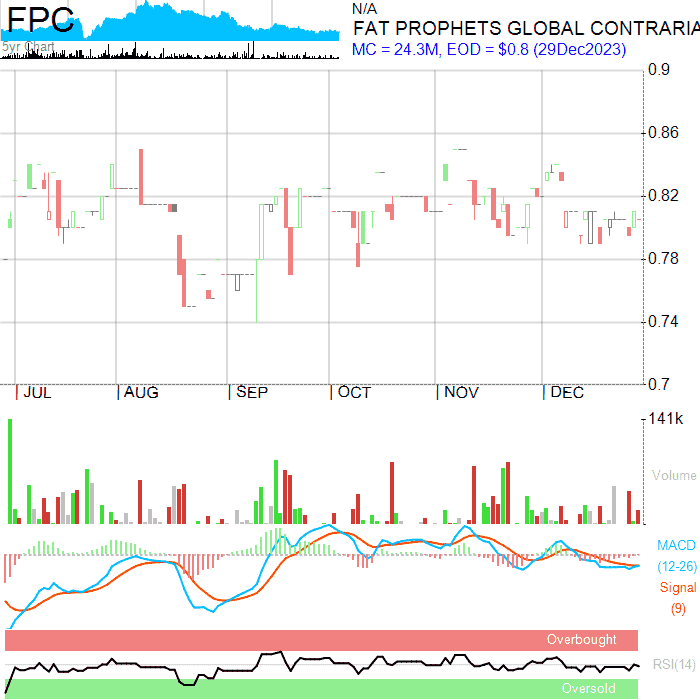 FPC
5yr Chart
N/A
FAT PROPHETS GLOBAL CONTRARIA
MC = 24.3M, EOD = $0.8 (29Dec2023)
0.9
0.86
0.82
0.78
0.74
0.7
JUL
AUG
SEP
OCT
NOV
DEC
141k
Volume
MACD
(12-26)
Signal
(9)
Overbought
RSI(14)
Oversold